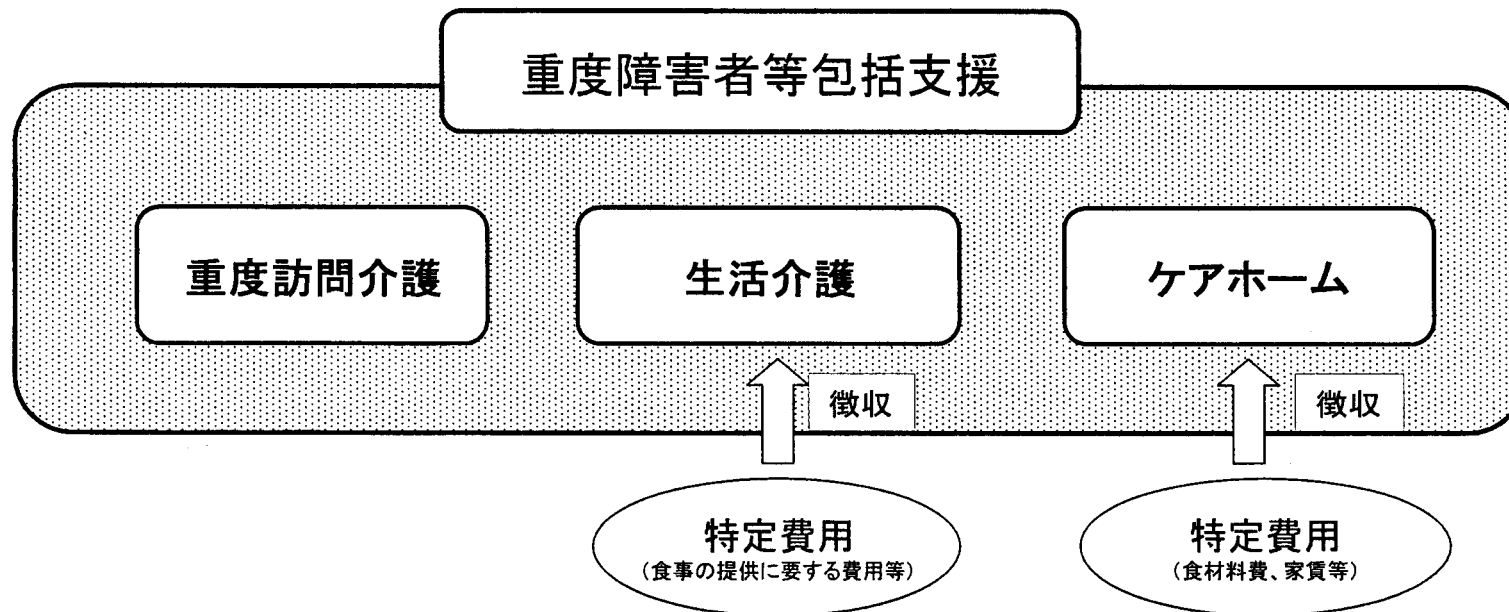 重度障害者等包括支援
重度訪問介護
生活介護
ケアホーム
徴収
徴収
特定費用
(食事の提供に要する費用等)
特定費用
(食材料費、家賃等)